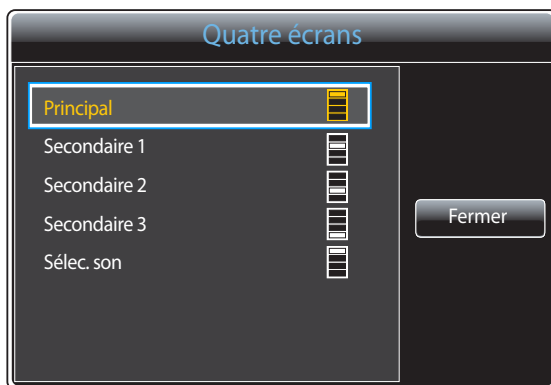 Quatre écrans
Principal
Secondaire 1
Secondaire 2
Secondaire 3
Sélec. son
Fermer